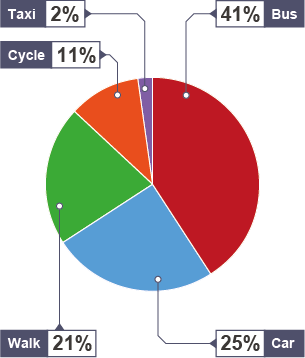 Taxi 2%
41% Bus
Cycle 11%
Walk 21%
25% Car